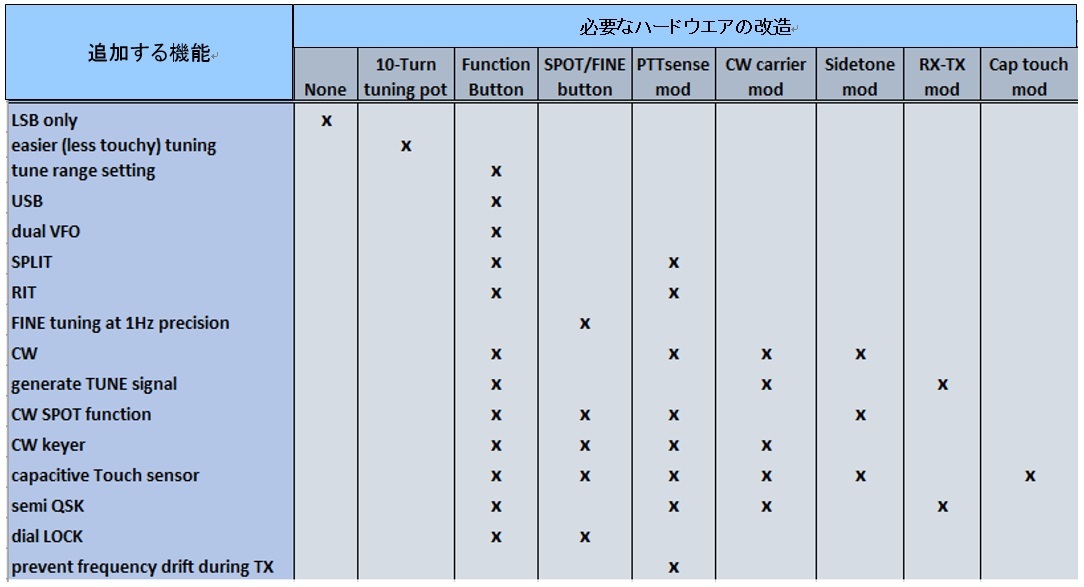 追加する機能
必要なハードウエアの改造
None
10-Turn
tuning pot
Function
Button
SPOT/FINE
button
PTTsense
mod
CW carrier
mod
Sidetone
mod
RX-TX
mod
Cap touch
mod
LSB only x
easier (less touchy) tuning x
tune range setting x
USB x
dual VFO x
SPLIT x x
RIT x x
FINE tuning at 1Hz precision x
CW x x x x
generate TUNE signal x x x
CW SPOT function x x x x
CW keyer x x x x
capacitive Touch sensor x x x x x x
semi QSK x x x x
dial LOCK x x
prevent frequency drift during TX x